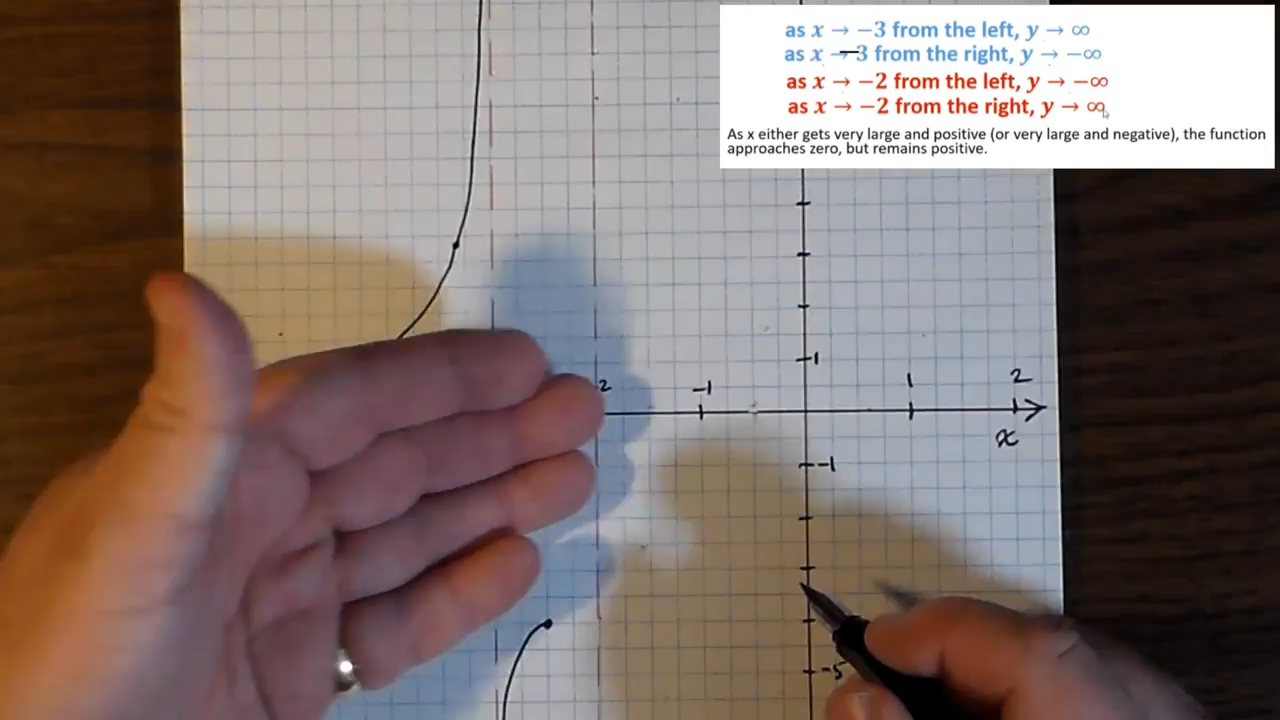 as x → −3 from the left, y → ∞
as x → −3 from the right, y → −∞
as x → −2 from the left, y → −∞
as x → −2 from the right, y → ∞
As x either gets very large and positive (or very large and negative), the function
approaches zero, but remains positive.
1
2 -1 1 2
x
-1
-5